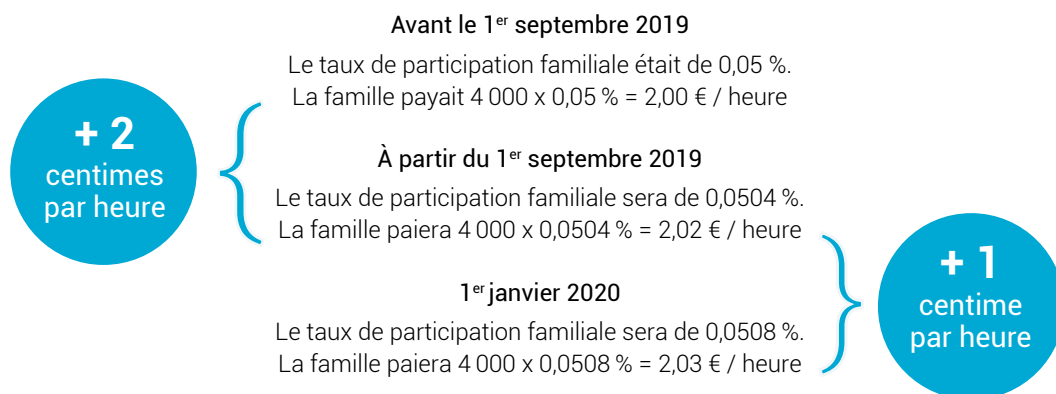 Avant le 1er septembre 2019
Le taux de participation familiale était de 0,05 %.
La famille payait 4 000 x 0,05 % = 2,00 € / heure
+ 2
centimes
par heure
À partir du 1er septembre 2019
Le taux de participation familiale sera de 0,0504 %.
La famille paiera 4 000 x 0,0504 % = 2,02 € / heure
+ 1
centime
par heure
1er janvier 2020
Le taux de participation familiale sera de 0,0508 %.
La famille paiera 4 000 x 0,0508 % = 2,03 € / heure